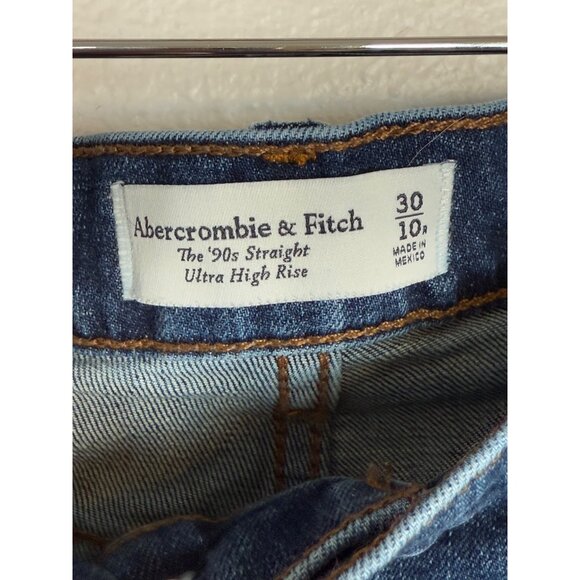 Abercrombie & Fitch
The '90s Straight
Ultra High Rise
30
10R
MADE IN
MEXICO